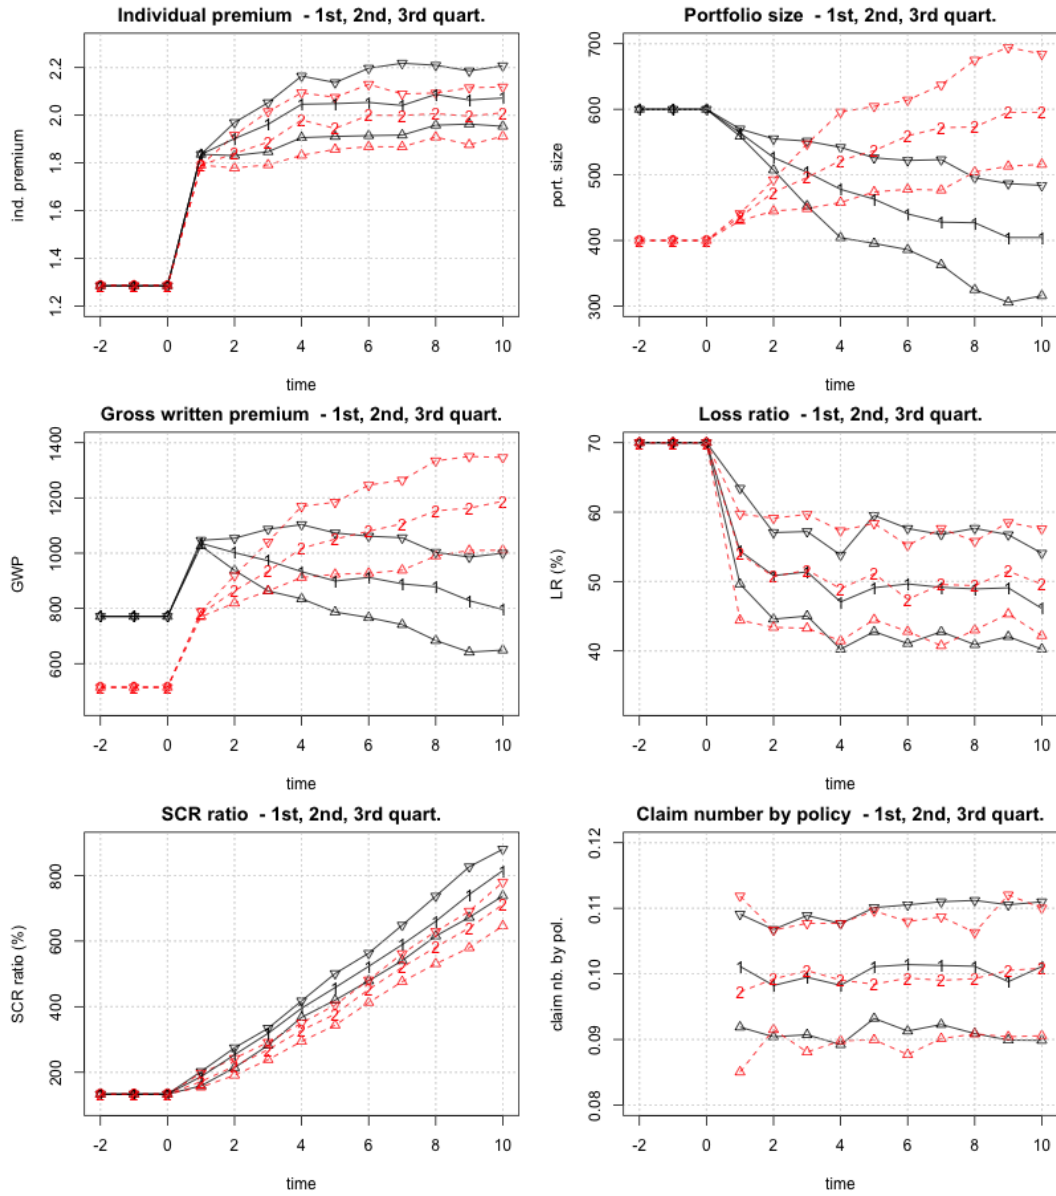 Individual premium - 1st, 2nd, 3rd quart.
ind. premium
2.2
2.0
1.8
1.6
1.4
1.2
-2 0 2 4 6 8 10
time
Portfolio size - 1st, 2nd, 3rd quart.
port. size
700
600
500
400
300
-2 0 2 4 6 8 10
time
Gross written premium - 1st, 2nd, 3rd quart.
GWP
1400
1200
1000
800
600
-2 0 2 4 6 8 10
time
Loss ratio - 1st, 2nd, 3rd quart.
LR (%)
70
60
50
40
-2 0 2 4 6 8 10
time
SCR ratio - 1st, 2nd, 3rd quart.
SCR ratio (%)
800
600
400
200
-2 0 2 4 6 8 10
time
Claim number by policy - 1st, 2nd, 3rd quart.
claim nb. by pol.
0.12
0.11
0.10
0.09
0.08
-2 0 2 4 6 8 10
time